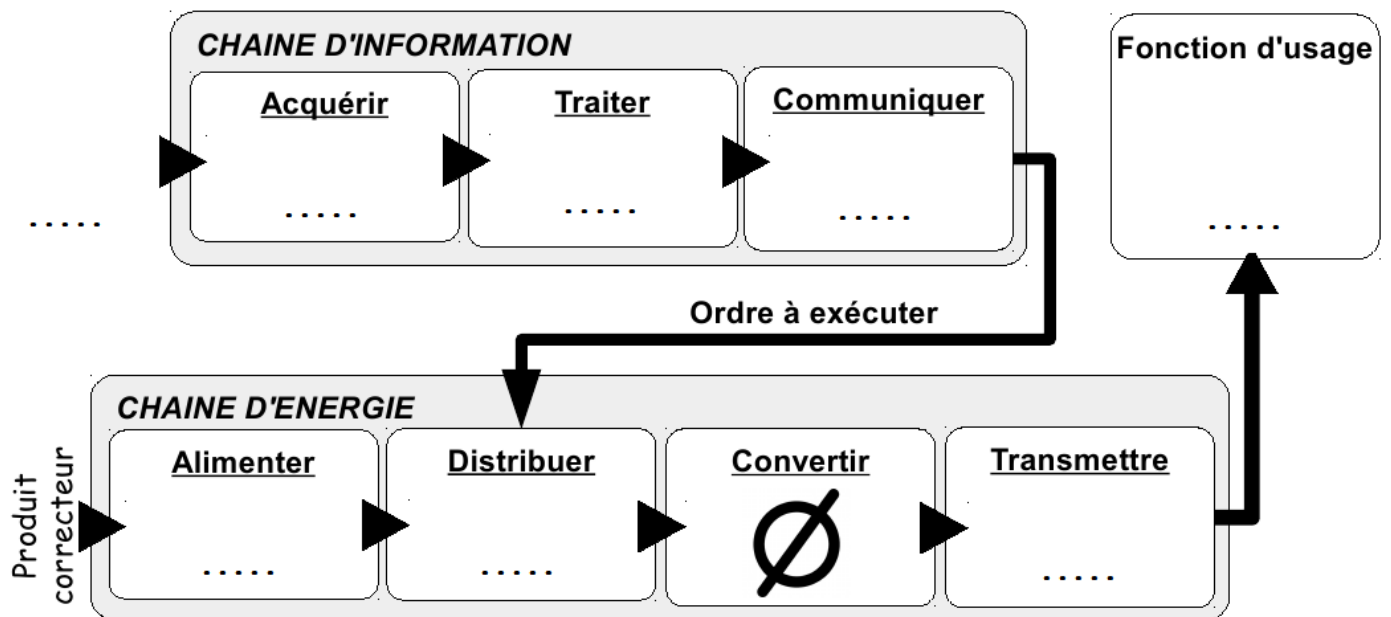 CHAINE D'INFORMATION
Acquérir
.....
Traiter
.....
Communiquer
.....
Fonction d'usage
.....
.....
Ordre à exécuter
CHAINE D'ENERGIE
Produit
correcteur
Alimenter
.....
Distribuer
.....
Convertir
Transmettre
.....